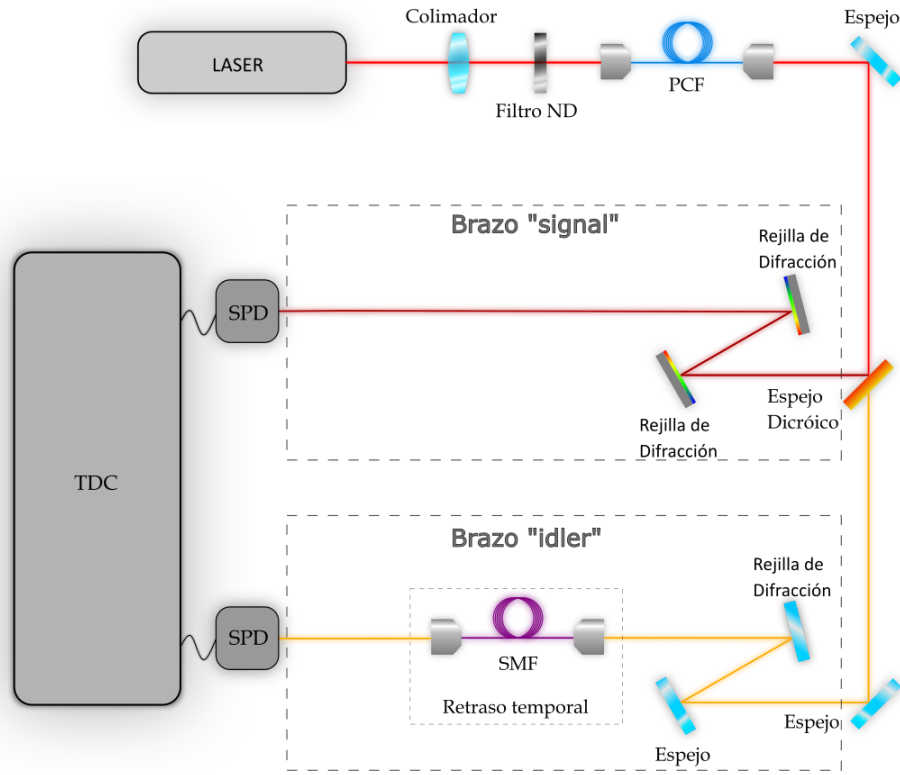 Colimador
Espejo
LASER
PCF
Filtro ND
Brazo "signal"
Rejilla de
Difracción
SPD
Espejo
Dicróico
Rejilla de
Difracción
TDC
Brazo "idler"
Rejilla de
Difracción
SPD
SMF
Retraso temporal
Espejo
Espejo